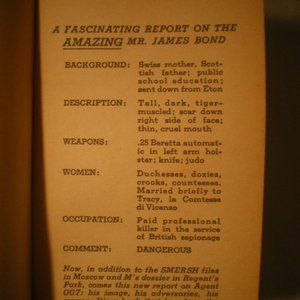 A FASCINATING REPORT ON THE
AMAZING MR. JAMES BOND
BACKGROUND: Swiss mother, Scot-
tish father; public
school education;
sent down from Eton
DESCRIPTION: Tall, dark, tiger-
muscled; scar down
right side of face;
thin, cruel mouth
WEAPONS: .25 Beretta automat-
ic in left arm hol-
ster; knife; judo
WOMEN: Duchesses, doxies,
crooks, countesses.
Married briefly to
Tracy, la Comtesse
di Vicenzo
OCCUPATION: Paid professional
killer in the service
of British espionage
COMMENT: DANGEROUS
Now, in addition to the SMERSH files
in Moscow and M's dossier in Regent's
Park, comes this new report on Agent
007: his image, his adversaries, his